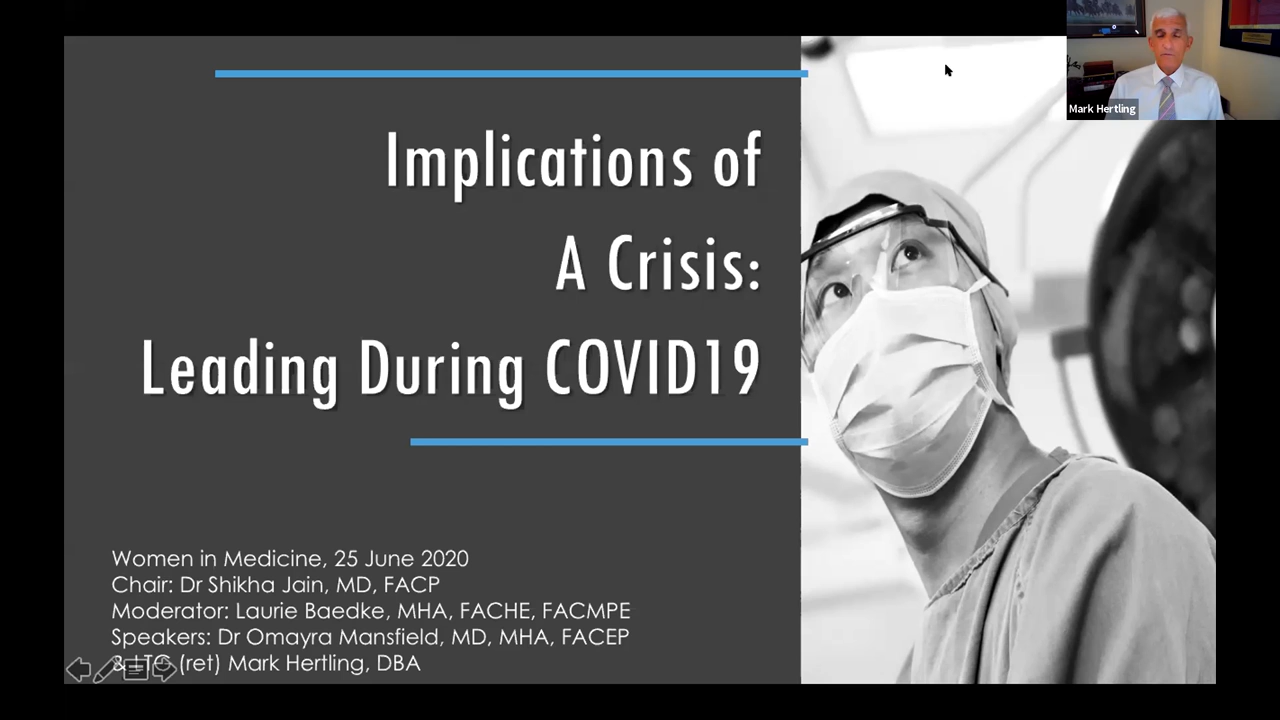 Implications of
A Crisis:
Leading During COVID19
Women in Medicine, 25 June 2020
Chair: Dr Shikha Jain, MD, FACP
Moderator: Laurie Baedke, MHA, FACHE, FACMPE
Speakers: Dr Omayra Mansfield, MD, MHA, FACEP
& LTG (ret) Mark Hertling, DBA
Mark Hertling